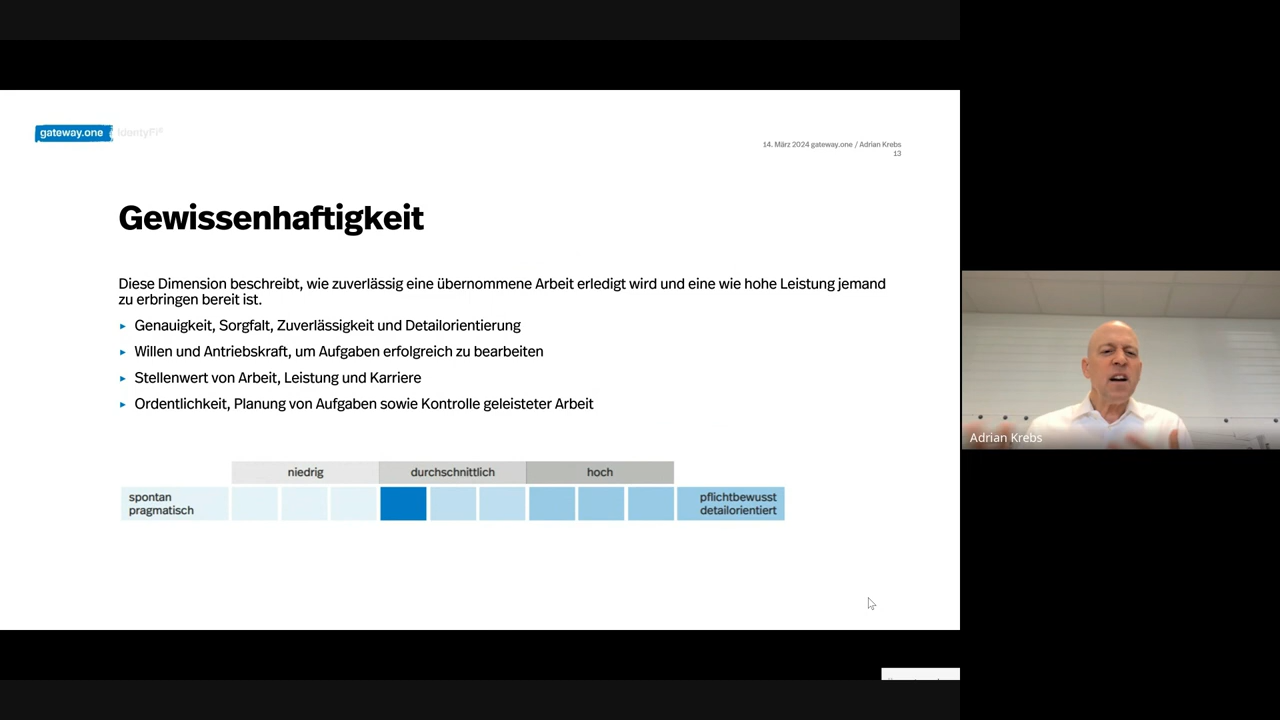 gateway.one IdentyFi®
14. März 2024 gateway.one / Adrian Krebs
13
Gewissenhaftigkeit
Diese Dimension beschreibt, wie zuverlässig eine übernommene Arbeit erledigt wird und eine wie hohe Leistung jemand
zu erbringen bereit ist.
Genauigkeit, Sorgfalt, Zuverlässigkeit und Detailorientierung
Willen und Antriebskraft, um Aufgaben erfolgreich zu bearbeiten
Stellenwert von Arbeit, Leistung und Karriere
Ordentlichkeit, Planung von Aufgaben sowie Kontrolle geleisteter Arbeit
niedrig durchschnittlich hoch
spontan pflichtbewusst
pragmatisch detailorientiert
Adrian Krebs